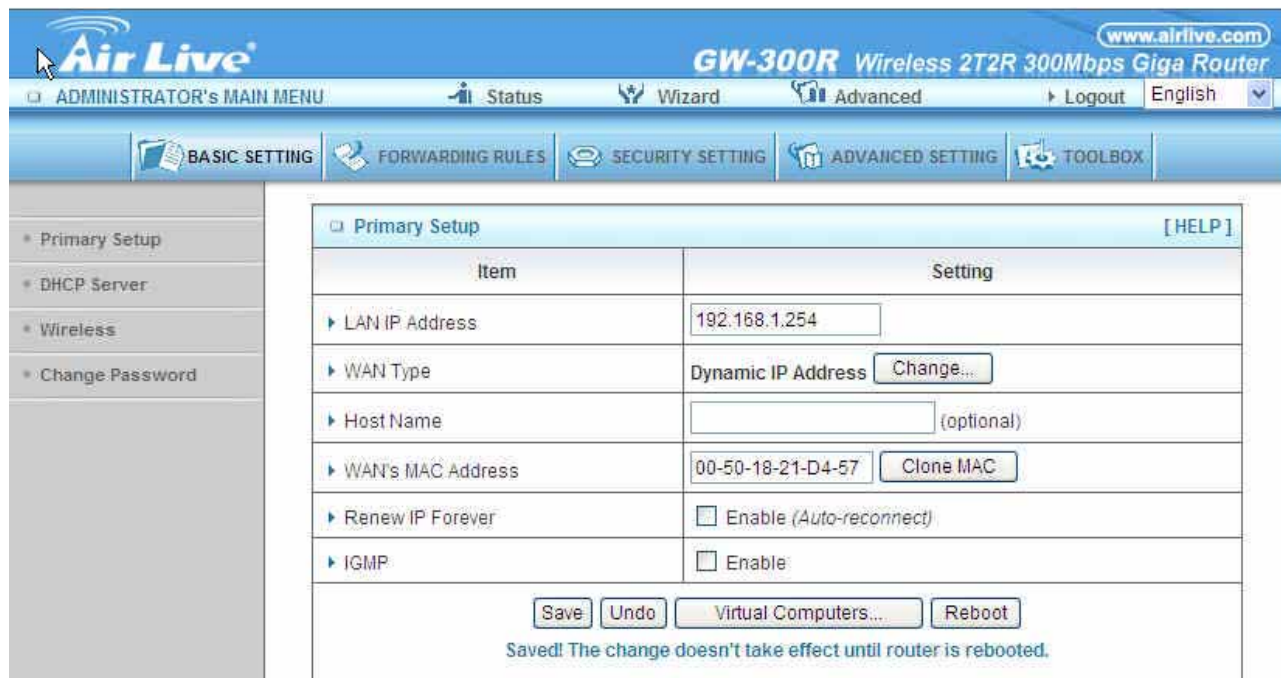 Air Live®
www.airlive.com
GW-300R Wireless 2T2R 300Mbps Giga Router
ADMINISTRATOR's MAIN MENU Status Wizard Advanced Logout English
BASIC SETTING FORWARDING RULES SECURITY SETTING ADVANCED SETTING TOOLBOX
Primary Setup
DHCP Server
Wireless
Change Password
Primary Setup [HELP]
Item Setting
LAN IP Address 192.168.1.254
WAN Type Dynamic IP Address Change...
Host Name (optional)
WAN's MAC Address 00-50-18-21-D4-57 Clone MAC
Renew IP Forever Enable (Auto-reconnect)
IGMP Enable
Save Undo Virtual Computers... Reboot
Saved! The change doesn't take effect until router is rebooted.